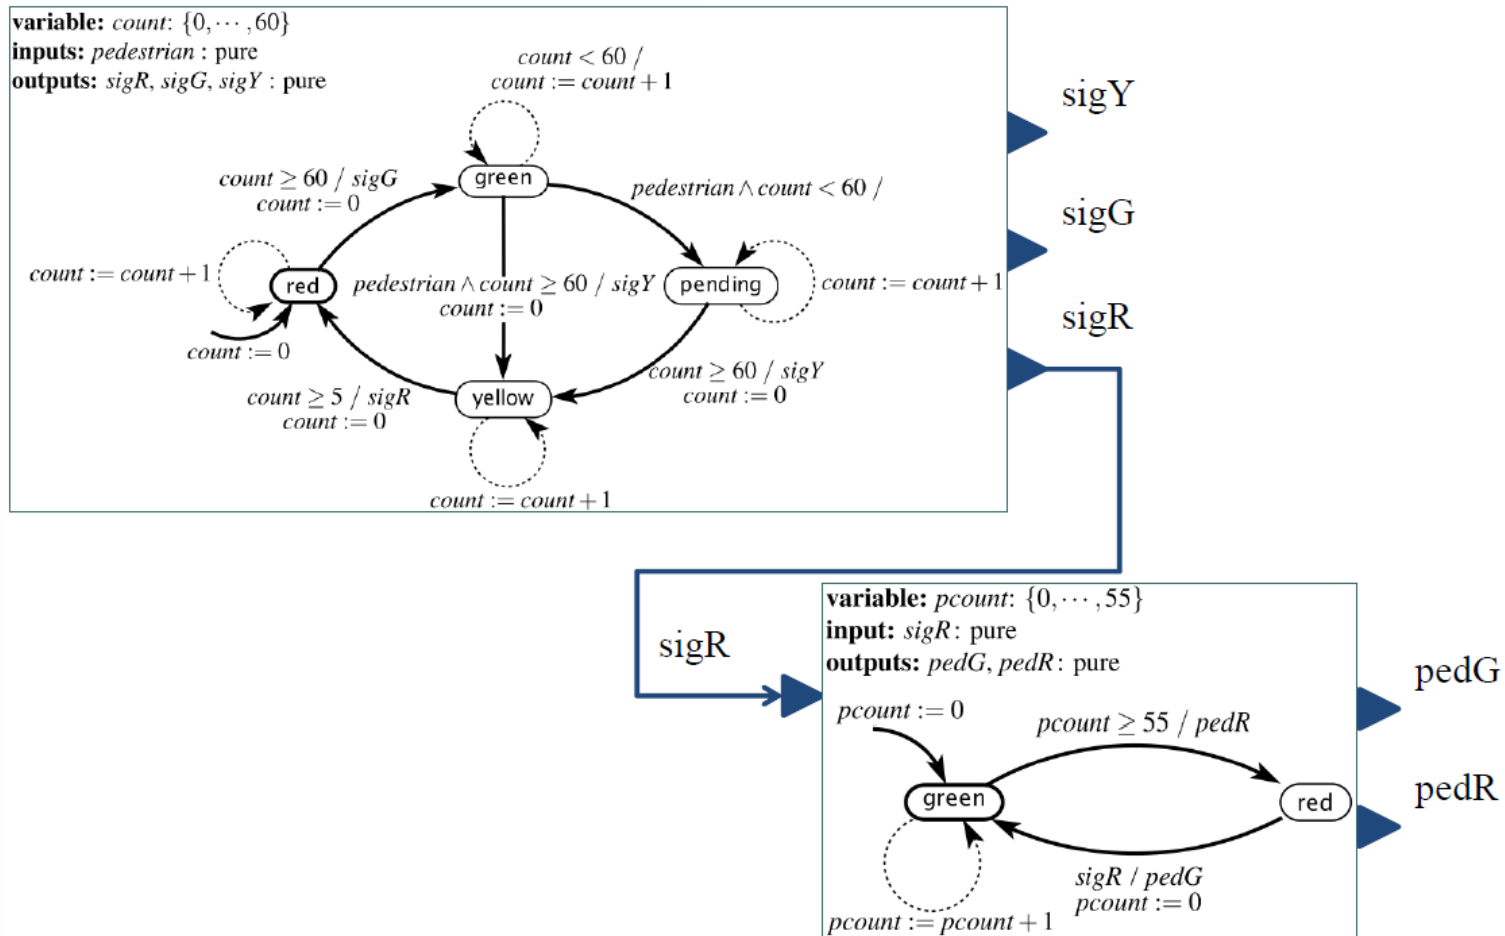 variable: count: {0, ··· , 60}
inputs: pedestrian : pure
outputs: sigR, sigG, sigY : pure
count < 60 /
count := count + 1
sigY
count ≥ 60 / sigG
count := 0
green
pedestrian ∧ count < 60 /
sigG
count := count + 1
red
pedestrian ∧ count ≥ 60 / sigY
count := 0
pending
count := count + 1
sigR
count := 0
count ≥ 5 / sigR
count := 0
yellow
count ≥ 60 / sigY
count := 0
count := count + 1
sigR
variable: pcount: {0, ··· , 55}
input: sigR : pure
outputs: pedG, pedR : pure
pedG
pcount := 0
pcount ≥ 55 / pedR
green
red
pedR
sigR / pedG
pcount := 0
pcount := pcount + 1